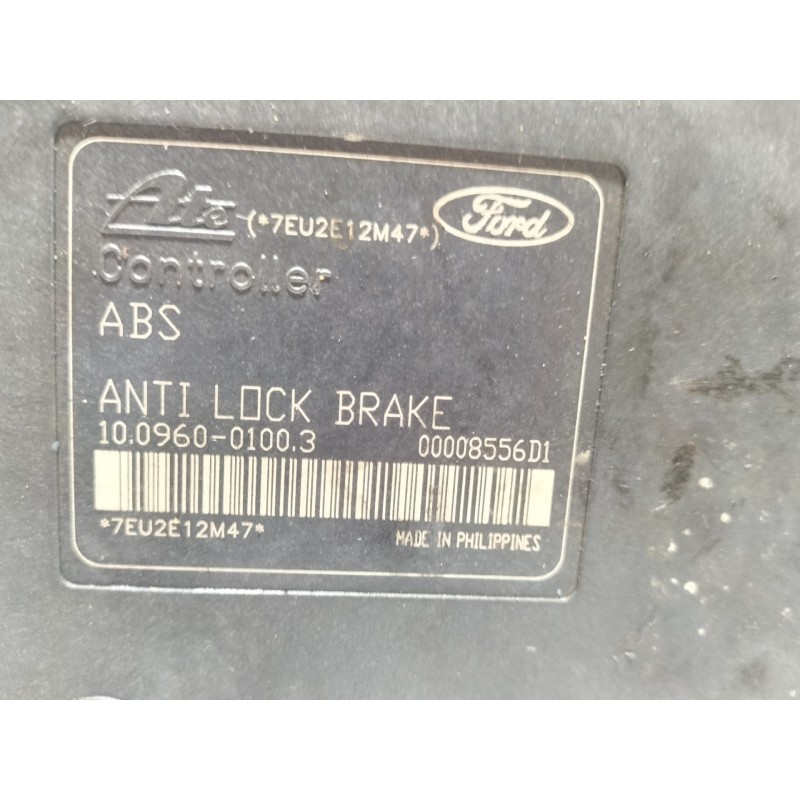 Ate (*7EU2E12M47*) Ford
Controller
ABS
ANTI LOCK BRAKE
10.0960-0100.3 00008556D1
*7EU2E12M47* MADE IN PHILIPPINES